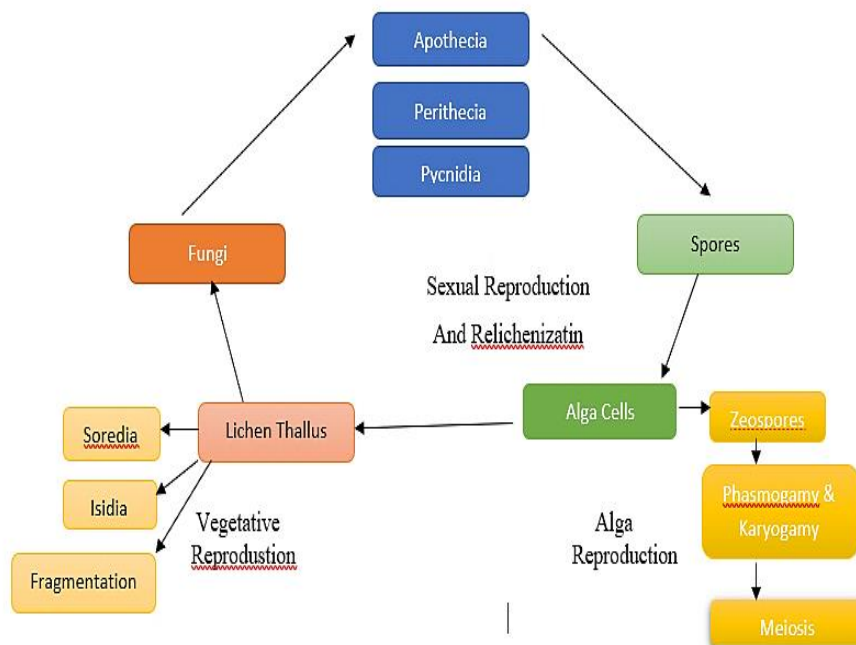 Apothecia
Perithecia
Pycnidia
Fungi
Spores
Sexual Reproduction
And Relichenizatin
Lichen Thallus
Alga Cells
Zeospores
Soredia
Isidia
Fragmentation
Vegetative
Reprodustion
Alga
Reproduction
Phasmogamy &
Karyogamy
Meiosis